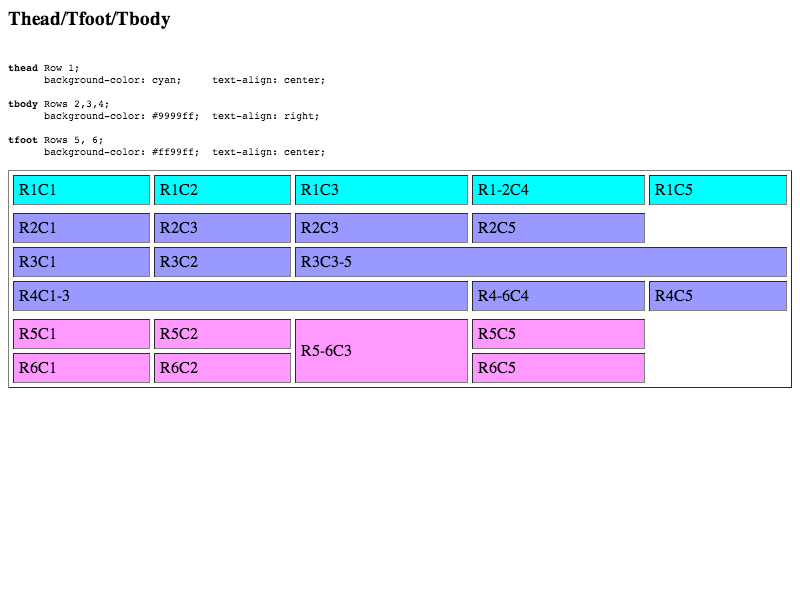 Thead/Tfoot/Tbody
thead Row 1;
background-color: cyan; text-align: center;
tbody Rows 2,3,4;
background-color: #9999ff; text-align: right;
tfoot Rows 5, 6;
background-color: #ff99ff; text-align: center;
R1C1 R1C2 R1C3 R1-2C4 R1C5
R2C1 R2C3 R2C3 R2C5
R3C1 R3C2 R3C3-5
R4C1-3 R4-6C4 R4C5
R5C1 R5C2 R5-6C3 R5C5
R6C1 R6C2 R6C5